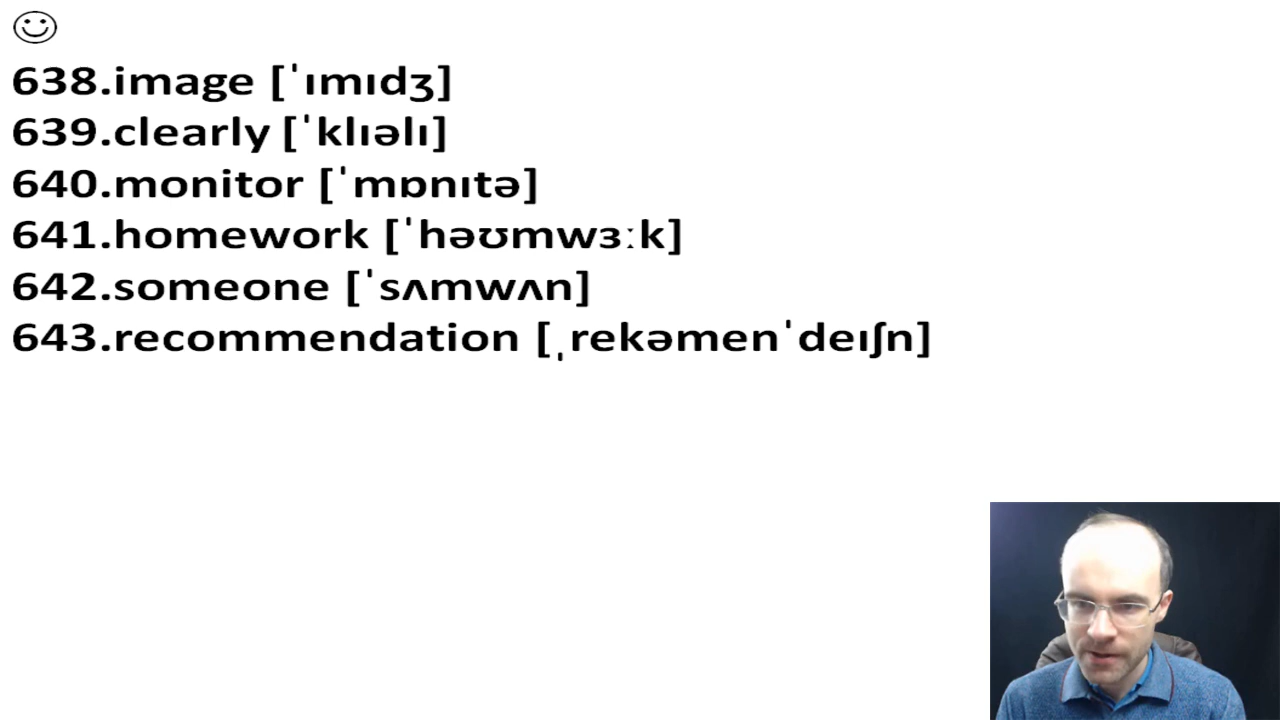 638.image [ˈɪmɪdʒ]
639.clearly [ˈklɪəlɪ]
640.monitor [ˈmɒnɪtə]
641.homework [ˈhəʊmwɜːk]
642.someone [ˈsʌmwʌn]
643.recommendation [ˌrekəmenˈdeɪʃn]